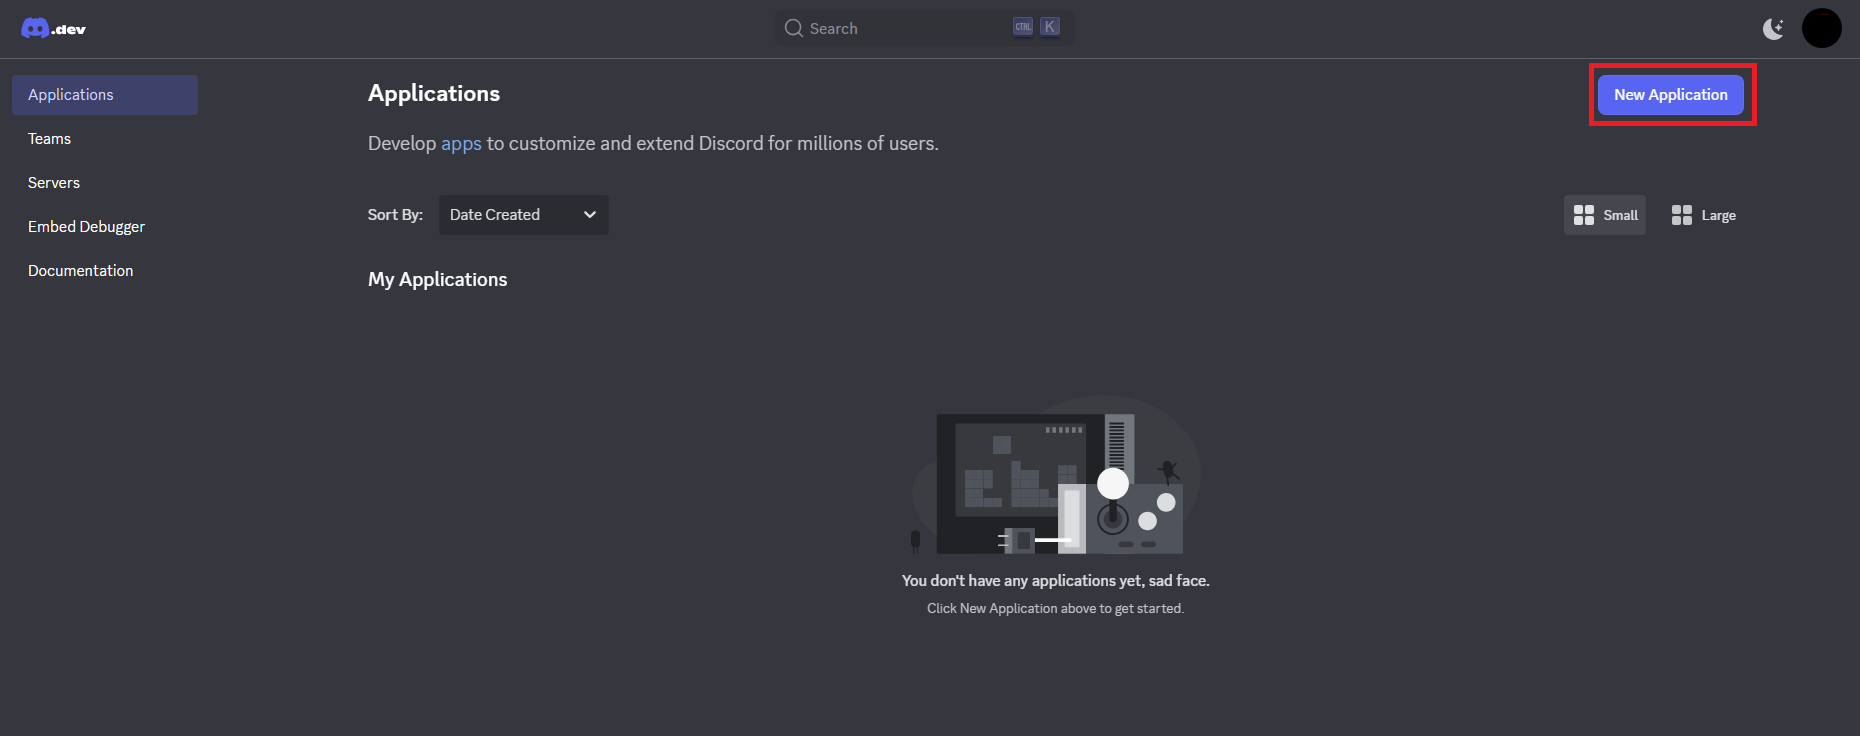 .dev
Search
CTRL K
Applications
Teams
Servers
Embed Debugger
Documentation
Applications
New Application
Develop apps to customize and extend Discord for millions of users.
Sort By: Date Created
Small Large
My Applications
You don't have any applications yet, sad face.
Click New Application above to get started.